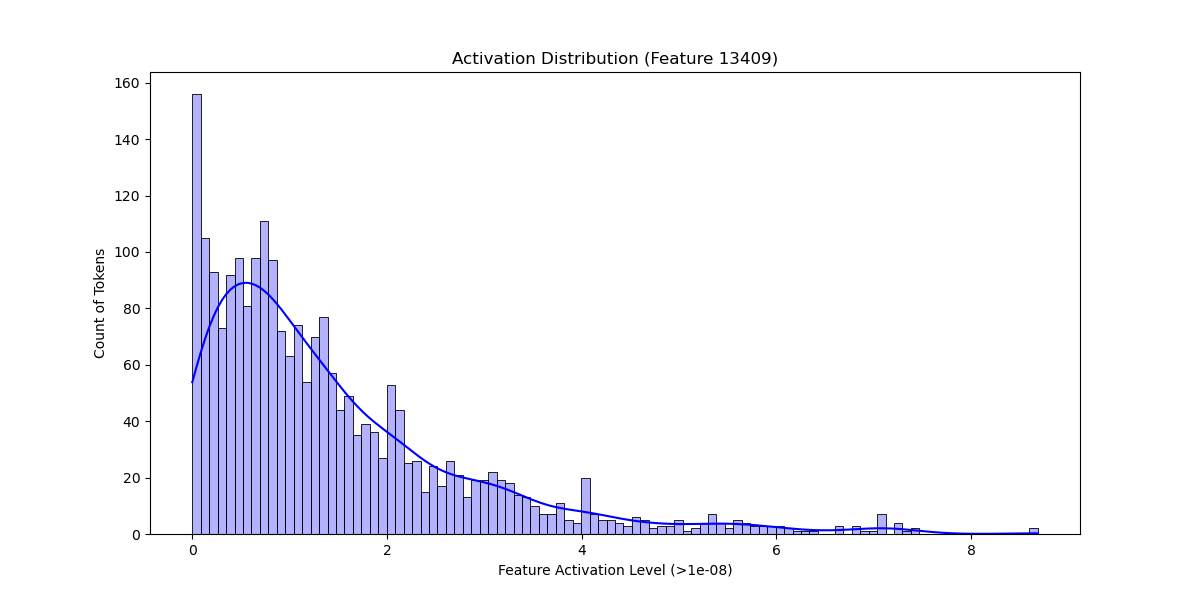 Activation Distribution (Feature 13409)
160
140
120
100
80
60
40
20
0
Count of Tokens
0 2 4 6 8
Feature Activation Level (>1e-08)